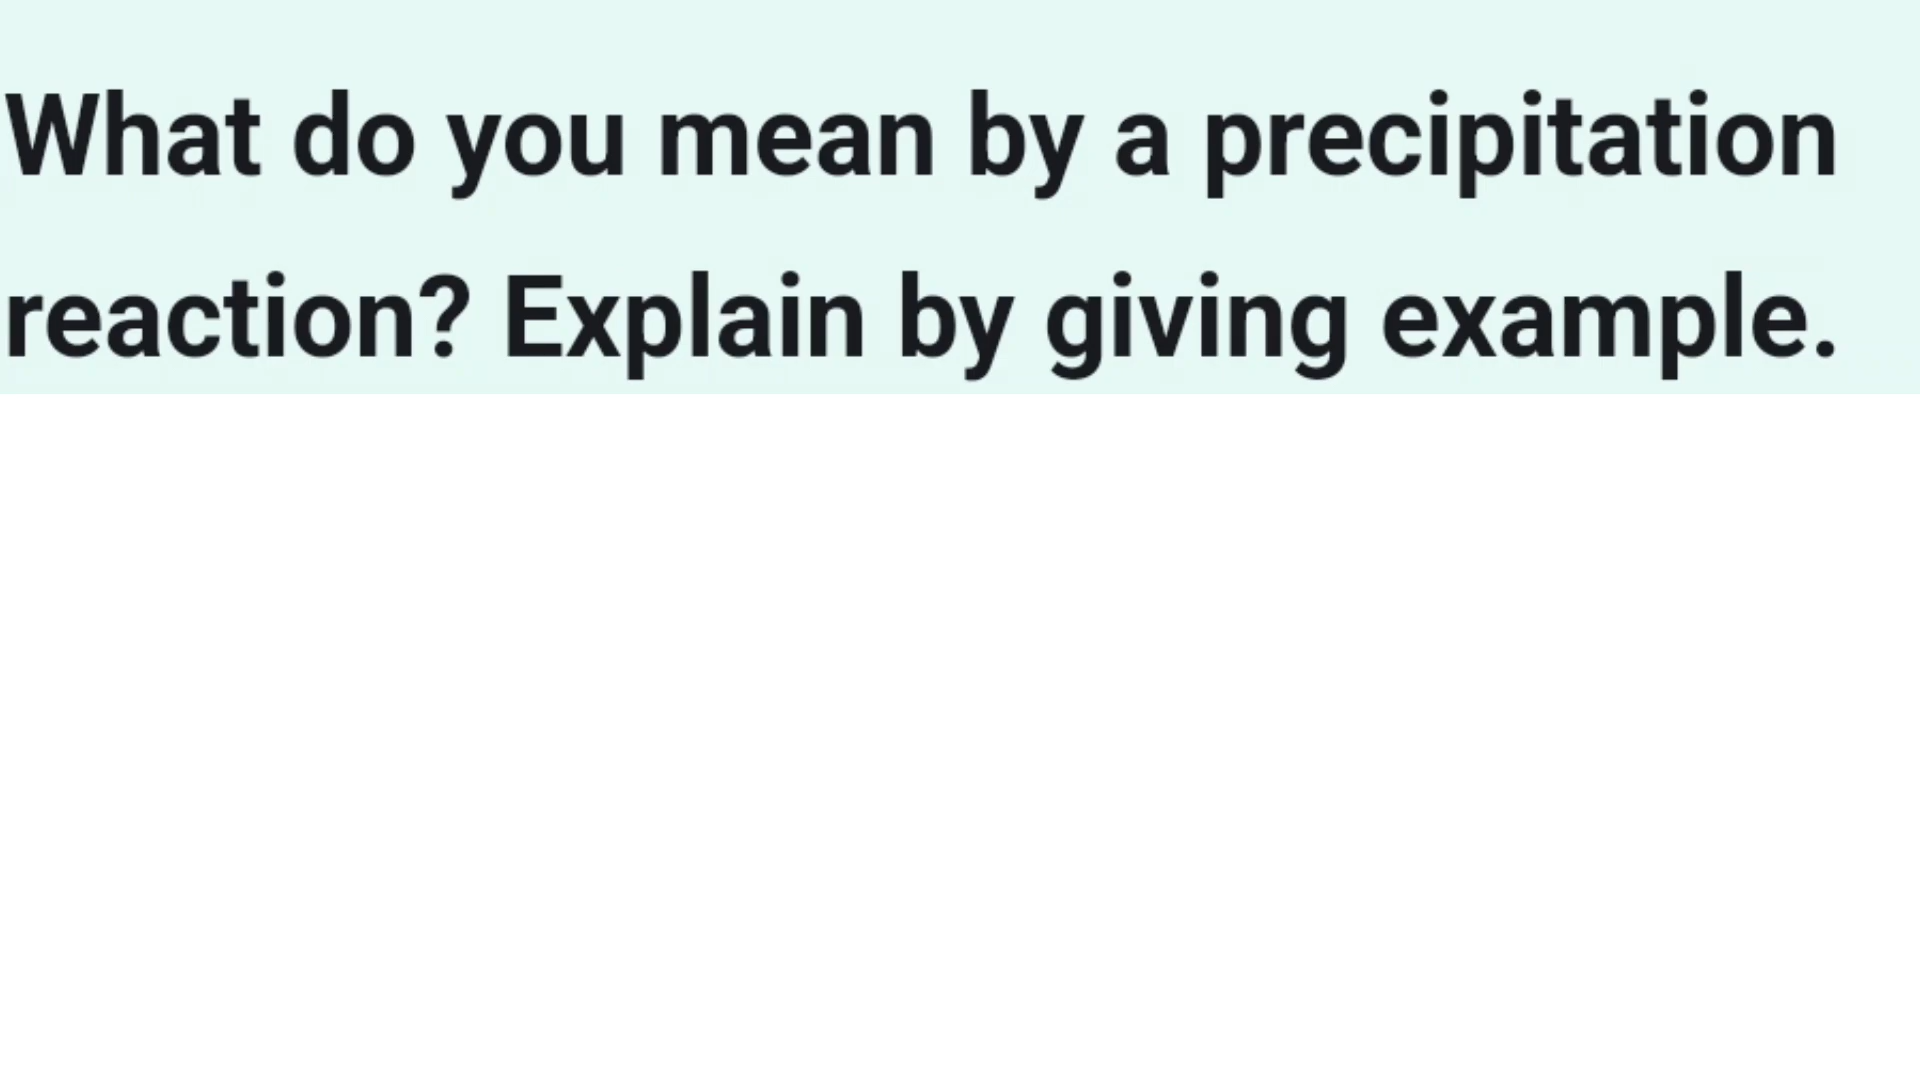 What do you mean by a precipitation
reaction? Explain by giving example.